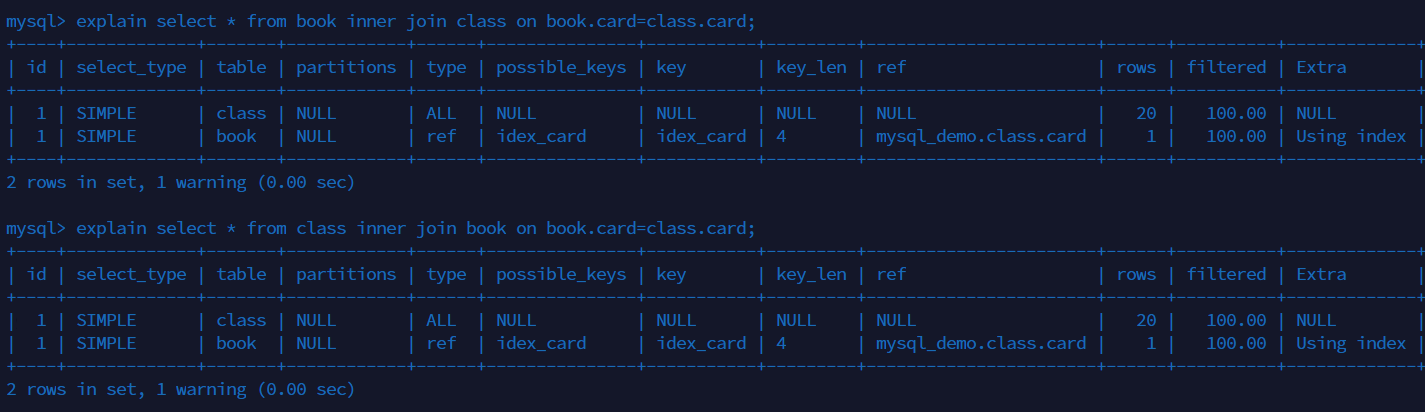 mysql> explain select * from book inner join class on book.card=class.card;
+----+-------------+-------+------------+------+---------------+-----------+---------+-----------------------+------+----------+-------------+
| id | select_type | table | partitions | type | possible_keys | key       | key_len | ref                   | rows | filtered | Extra       |
+----+-------------+-------+------------+------+---------------+-----------+---------+-----------------------+------+----------+-------------+
|  1 | SIMPLE      | class | NULL       | ALL  | NULL          | NULL      | NULL    | NULL                  |   20 |   100.00 | NULL        |
|  1 | SIMPLE      | book  | NULL       | ref  | idex_card     | idex_card | 4       | mysql_demo.class.card |    1 |   100.00 | Using index |
+----+-------------+-------+------------+------+---------------+-----------+---------+-----------------------+------+----------+-------------+
2 rows in set, 1 warning (0.00 sec)
mysql> explain select * from class inner join book on book.card=class.card;
+----+-------------+-------+------------+------+---------------+-----------+---------+-----------------------+------+----------+-------------+
| id | select_type | table | partitions | type | possible_keys | key       | key_len | ref                   | rows | filtered | Extra       |
+----+-------------+-------+------------+------+---------------+-----------+---------+-----------------------+------+----------+-------------+
|  1 | SIMPLE      | class | NULL       | ALL  | NULL          | NULL      | NULL    | NULL                  |   20 |   100.00 | NULL        |
|  1 | SIMPLE      | book  | NULL       | ref  | idex_card     | idex_card | 4       | mysql_demo.class.card |    1 |   100.00 | Using index |
+----+-------------+-------+------------+------+---------------+-----------+---------+-----------------------+------+----------+-------------+
2 rows in set, 1 warning (0.00 sec)